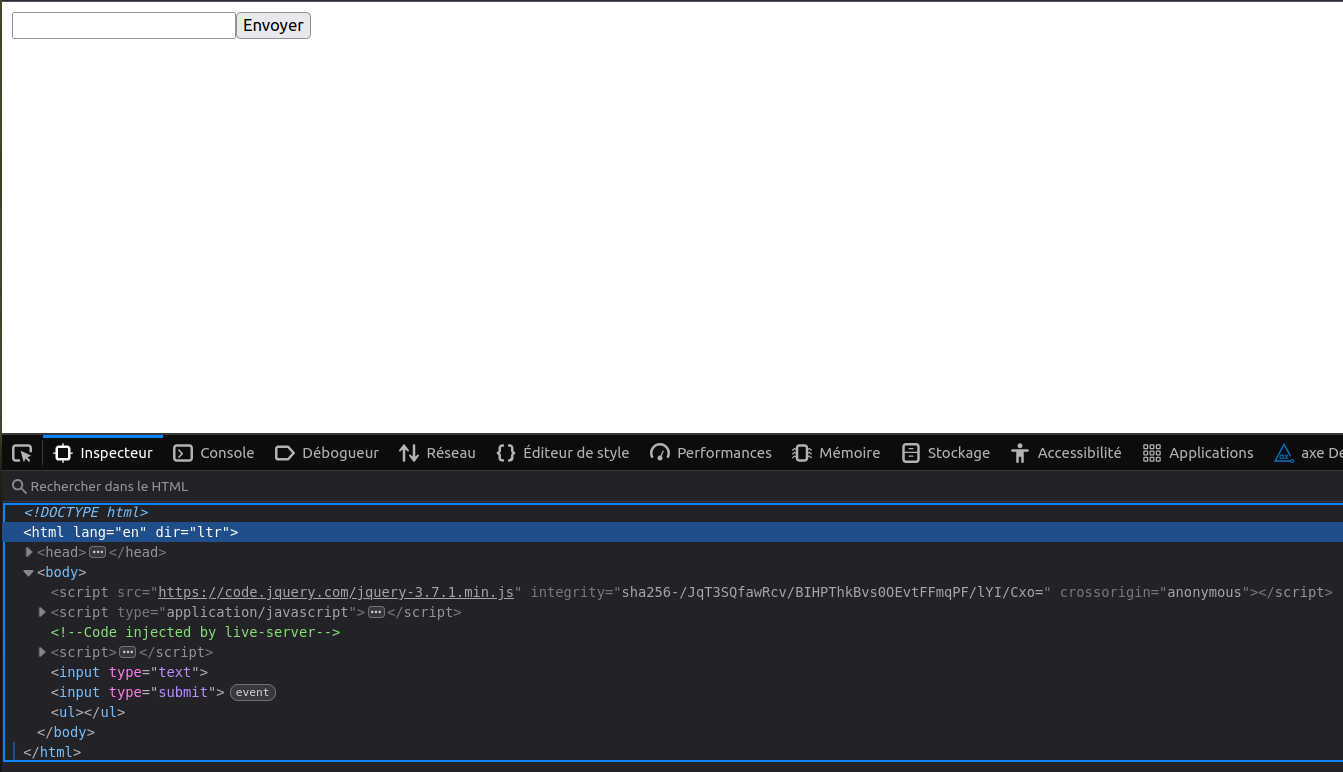 Envoyer
Inspecteur Console Débogueur Réseau Éditeur de style Performances Mémoire Stockage Accessibilité Applications axe De
Rechercher dans le HTML
<!DOCTYPE html>
<html lang="en" dir="ltr">
<head>•••</head>
<body>
<script src="https://code.jquery.com/jquery-3.7.1.min.js" integrity="sha256-/JqT3SQfawRcv/BIHPThkBvs0OEvtFFmqPF/lYI/Cxo=" crossorigin="anonymous"></script>
<script type="application/javascript">•••</script>
<!--Code injected by live-server-->
<script>•••</script>
<input type="text">
<input type="submit"> event
<ul></ul>
</body>
</html>